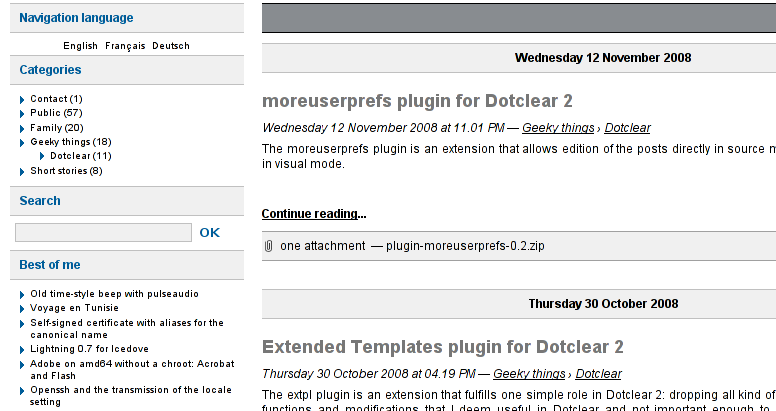 Navigation language
English Français Deutsch
Categories
Contact (1)
Public (57)
Family (20)
Geeky things (18)
Dotclear (11)
Short stories (8)
Search
OK
Best of me
Old time-style beep with pulseaudio
Voyage en Tunisie
Self-signed certificate with aliases for the
canonical name
Lightning 0.7 for Icedove
Adobe on amd64 without a chroot: Acrobat
and Flash
Openssh and the transmission of the locale
setting
Wednesday 12 November 2008
moreuserprefs plugin for Dotclear 2
Wednesday 12 November 2008 at 11.01 PM — Geeky things › Dotclear
The moreuserprefs plugin is an extension that allows edition of the posts directly in source
in visual mode.
Continue reading...
one attachment — plugin-moreuserprefs-0.2.zip
Thursday 30 October 2008
Extended Templates plugin for Dotclear 2
Thursday 30 October 2008 at 04.19 PM — Geeky things › Dotclear
The extpl plugin is an extension that fulfills one simple role in Dotclear 2: dropping all kind of
functions and modifications that I deem useful in Dotclear and not important enough to